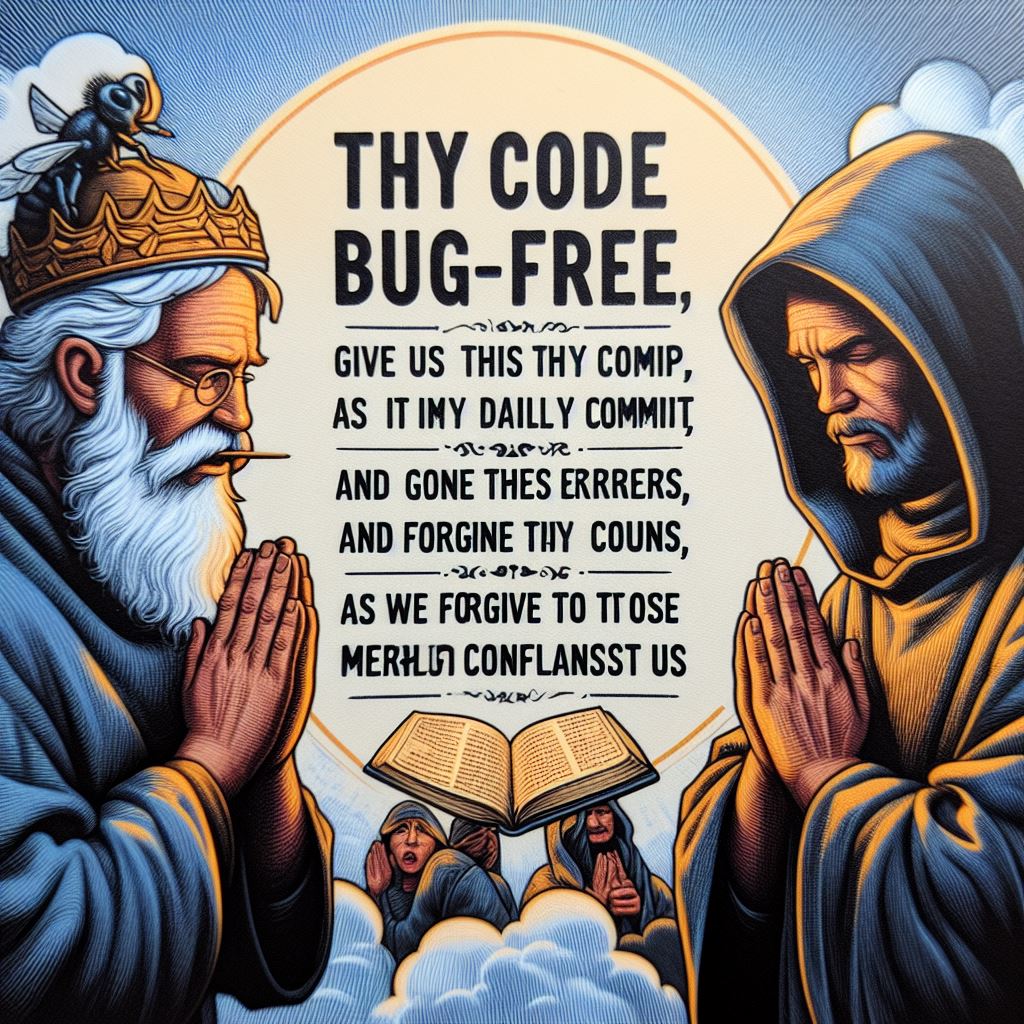 THY CODE
BUG-FREE,
GIVE US THIS THY COMIP,
AS IT IMY DAILLY COMMIIT,
AND GONE THES ERRRERS,
AND FORGINE THY COUNS,
AS WE FORGIVE TO TTOSE
CONFLANSST US